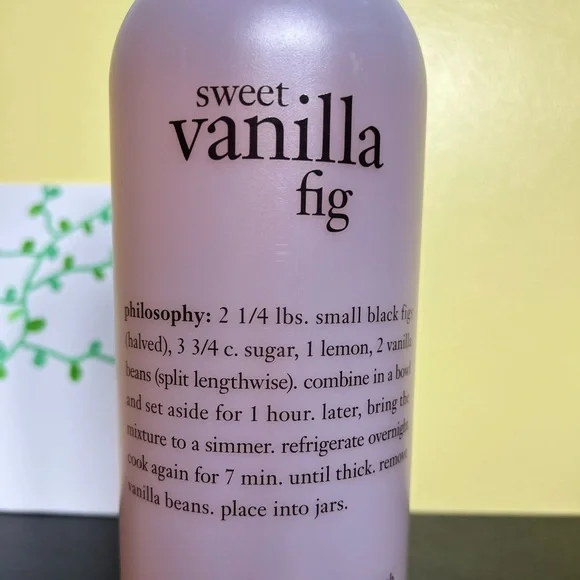 sweet
vanilla
fig
philosophy: 2 1/4 lbs. small black figs
(halved), 3 3/4 c. sugar, 1 lemon, 2 vanilla
beans (split lengthwise). combine in a bowl
and set aside for 1 hour. later, bring the
mixture to a simmer. refrigerate overnight.
cook again for 7 min. until thick. remove
vanilla beans. place into jars.